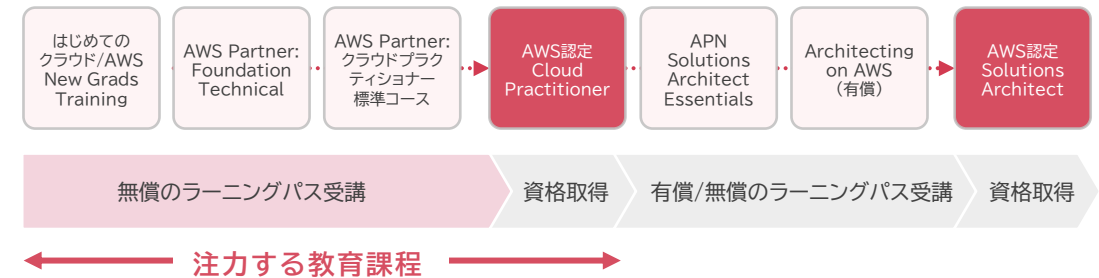 はじめての
クラウド/AWS
New Grads
Training
AWS Partner:
Foundation
Technical
AWS Partner:
クラウドプラク
ティショナー
標準コース
AWS認定
Cloud
Practitioner
APN
Solutions
Architect
Essentials
Architecting
on AWS
（有償）
AWS認定
Solutions
Architect
無償のラーニングパス受講
資格取得
有償/無償のラーニングパス受講
資格取得
注力する教育課程